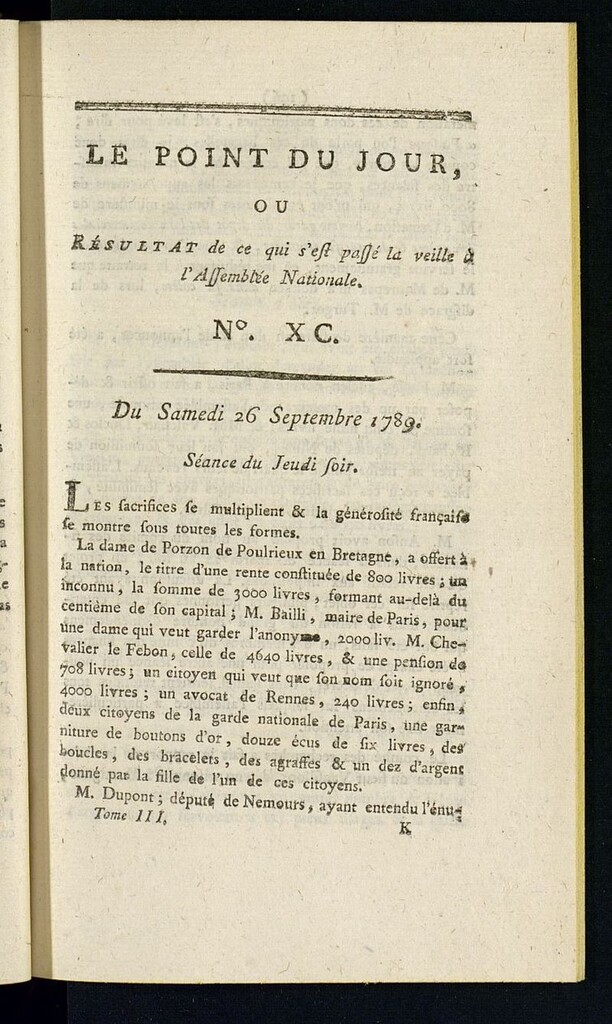 LE POINT DU JOUR,
OU
RÉSULTAT de ce qui s'eſt paſſé la veille à
l'Aſſemblée Nationale.
Nº. XC.
Du Samedi 26 Septembre 1789.
Séance du Jeudi ſoir.
LES ſacrifices ſe multiplient & la généroſité françaiſe
ſe montre ſous toutes les formes.
La dame de Porzon de Poulrieux en Bretagne, a offert à
la nation, le titre d'une rente conſtituée de 800 livres; un
inconnu, la ſomme de 3000 livres, formant au-delà du
centième de ſon capital; M. Bailli, maire de Paris, pour
une dame qui veut garder l'anonyme, 2000 liv. M. Che-
valier le Febon, celle de 4640 livres, & une penſion de
708 livres; un citoyen qui veut que ſon nom ſoit ignoré,
4000 livres; un avocat de Rennes, 240 livres; enfin,
deux citoyens de la garde nationale de Paris, une gar-
niture de boutons d'or, douze écus de ſix livres, des
boucles, des bracelets, des agraffes & un dez d'argent
donné par la fille de l'un de ces citoyens.
M. Dupont; député de Nemours, ayant entendu l'énu-
Tome III. K